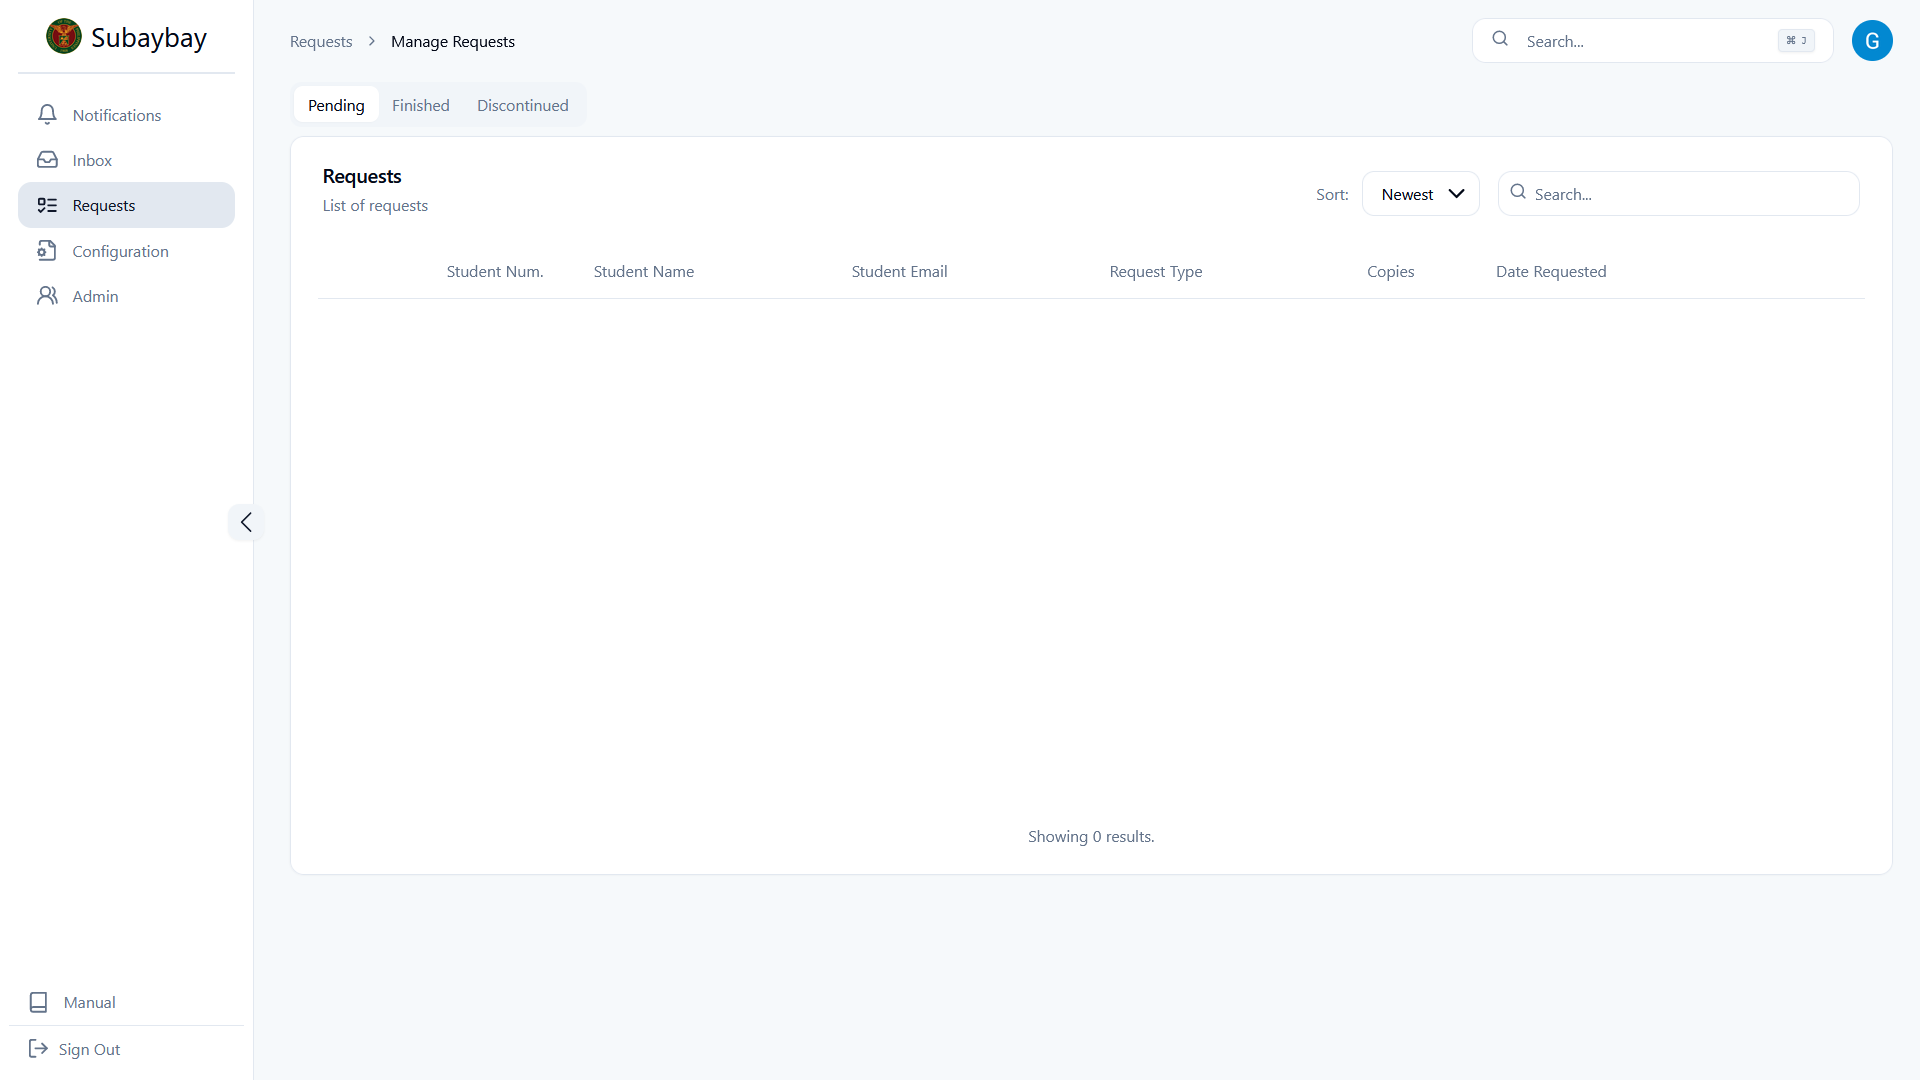 Subaybay
Notifications
Inbox
Requests
Configuration
Admin
Manual
Sign Out
Requests > Manage Requests
Search... ⌘ J
G
Pending Finished Discontinued
Requests
List of requests
Sort: Newest
Search...
Student Num. Student Name Student Email Request Type Copies Date Requested
Showing 0 results.